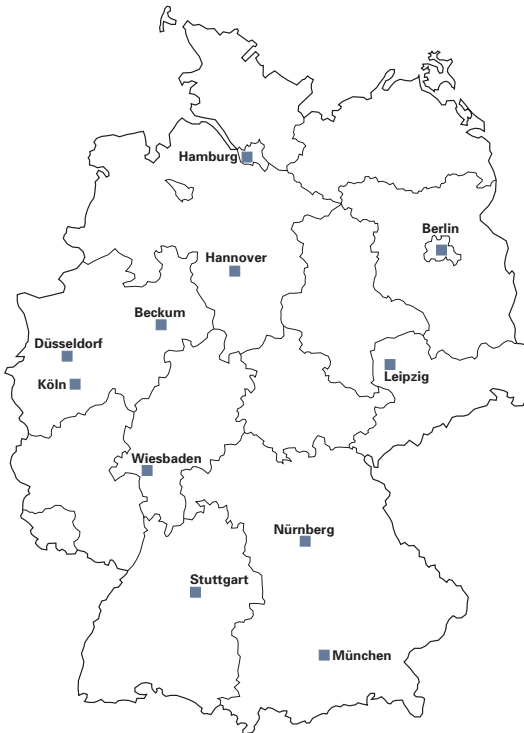 Hamburg
Berlin
Hannover
Beckum
Düsseldorf
Leipzig
Köln
Wiesbaden
Nürnberg
Stuttgart
München